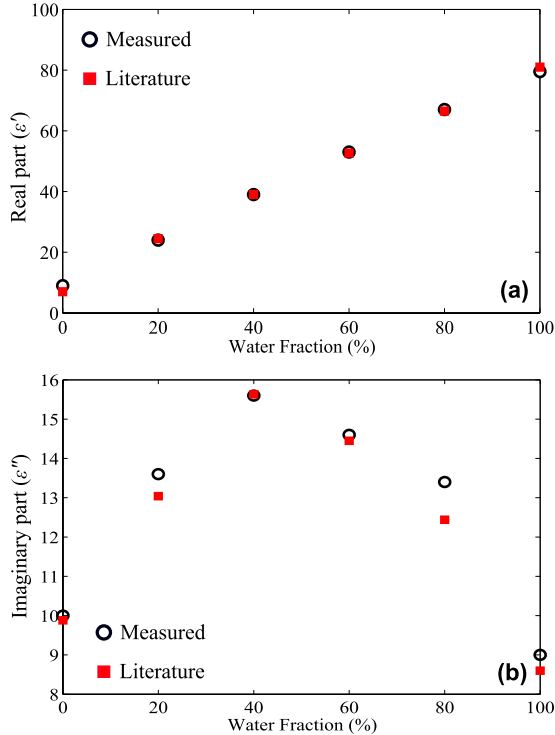 100
Measured
80
Literature
60
Real part (ε′)
40
20
(a)
0
0 20 40 60 80 100
Water Fraction (%)
16
15
14
13
Imaginary part (ε″)
12
11
10
Measured
9
Literature
(b)
8
0 20 40 60 80 100
Water Fraction (%)